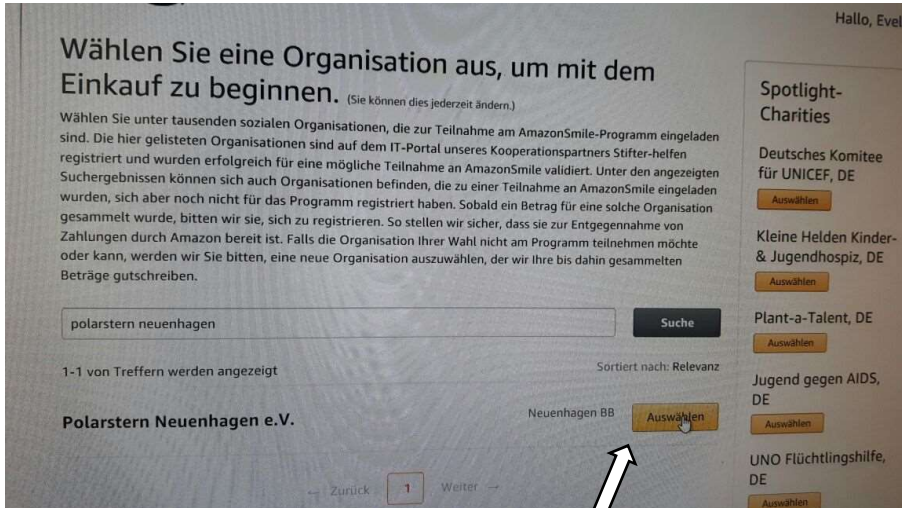 Hallo, Evel
Wählen Sie eine Organisation aus, um mit dem
Einkauf zu beginnen. (Sie können dies jederzeit ändern.)
Wählen Sie unter tausenden sozialen Organisationen, die zur Teilnahme am AmazonSmile-Programm eingeladen
sind. Die hier gelisteten Organisationen sind auf dem IT-Portal unseres Kooperationspartners Stifter-helfen
registriert und wurden erfolgreich für eine mögliche Teilnahme an AmazonSmile validiert. Unter den angezeigten
Suchergebnissen können sich auch Organisationen befinden, die zu einer Teilnahme an AmazonSmile eingeladen
wurden, sich aber noch nicht für das Programm registriert haben. Sobald ein Betrag für eine solche Organisation
gesammelt wurde, bitten wir sie, sich zu registrieren. So stellen wir sicher, dass sie zur Entgegennahme von
Zahlungen durch Amazon bereit ist. Falls die Organisation Ihrer Wahl nicht am Programm teilnehmen möchte
oder kann, werden wir Sie bitten, eine neue Organisation auszuwählen, der wir Ihre bis dahin gesammelten
Beträge gutschreiben.
polarstern neuenhagen
Suche
1-1 von Treffern werden angezeigt
Sortiert nach: Relevanz
Polarstern Neuenhagen e.V.
Neuenhagen BB
Auswählen
← Zurück
1
Weiter →
Spotlight-
Charities
Deutsches Komitee
für UNICEF, DE
Auswählen
Kleine Helden Kinder-
& Jugendhospiz, DE
Auswählen
Plant-a-Talent, DE
Auswählen
Jugend gegen AIDS,
DE
Auswählen
UNO Flüchtlingshilfe,
DE
Auswählen